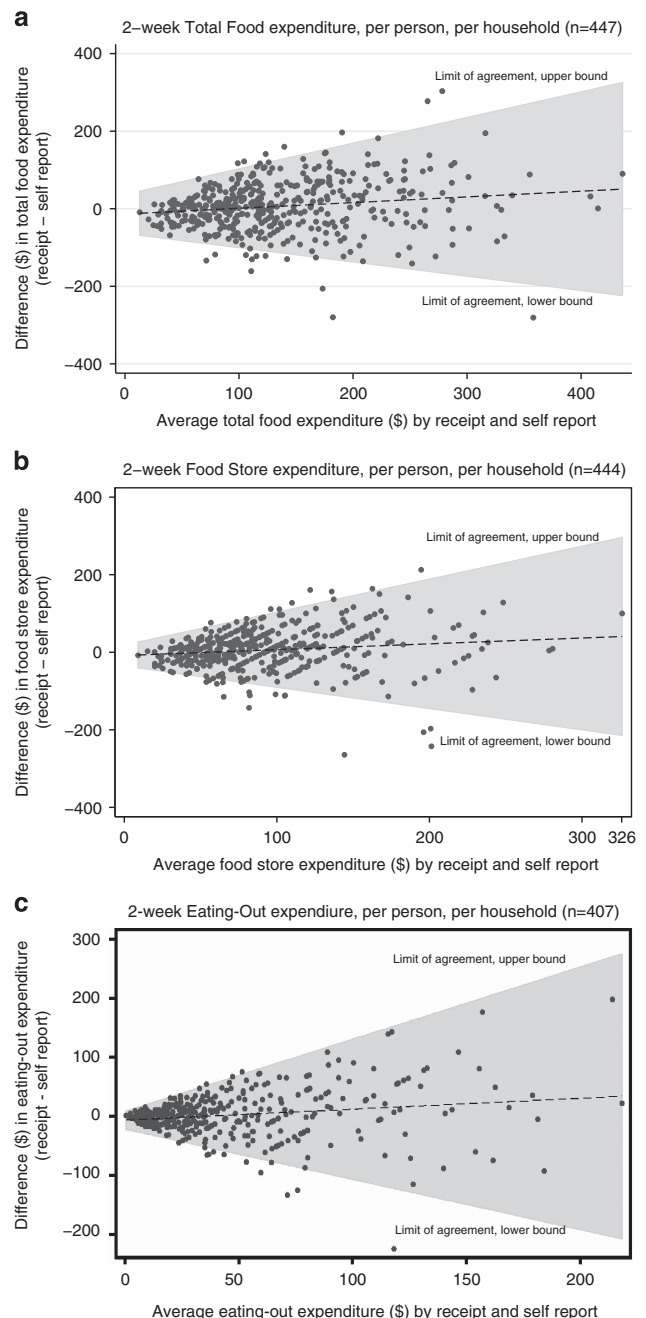 a
2−week Total Food expenditure, per person, per household (n=447)
400
200
0
−200
−400
Difference ($) in total food expenditure
(receipt – self report)
Limit of agreement, upper bound
Limit of agreement, lower bound
0 100 200 300 400
Average total food expenditure ($) by receipt and self report
b
2−week Food Store expenditure, per person, per household (n=444)
400
200
0
−200
−400
Difference ($) in food store expenditure
(receipt – self report)
Limit of agreement, upper bound
Limit of agreement, lower bound
0 100 200 300 326
Average food store expenditure ($) by receipt and self report
c
2-week Eating-Out expendiure, per person, per household (n=407)
300
200
100
0
−100
−200
Difference ($) in eating-out expenditure
(receipt - self report)
Limit of agreement, upper bound
Limit of agreement, lower bound
0 50 100 150 200
Average eating-out expenditure ($) by receipt and self report